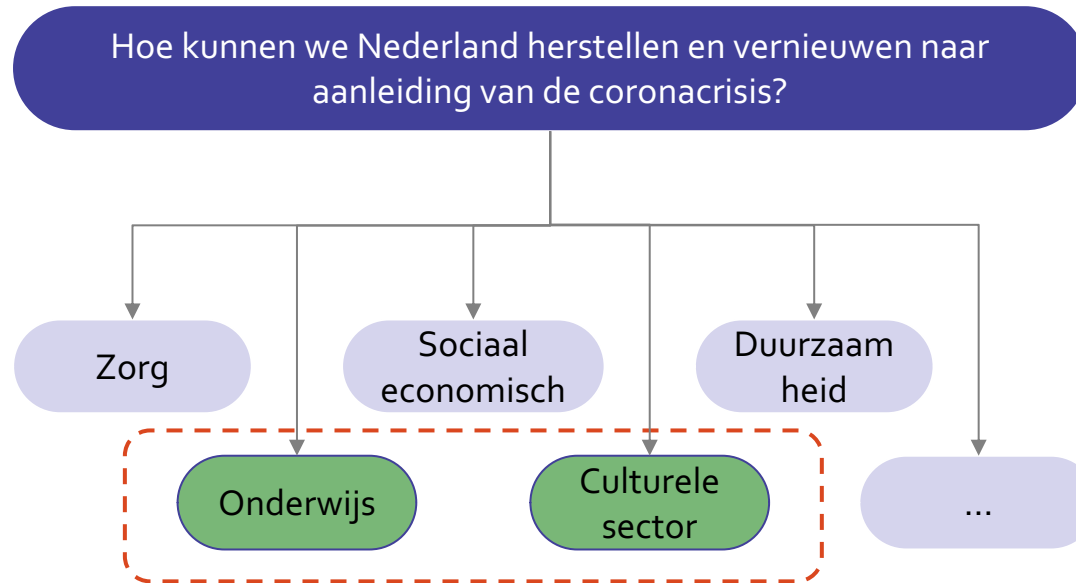 Hoe kunnen we Nederland herstellen en vernieuwen naar
aanleiding van de coronacrisis?
Zorg
Sociaal
economisch
Duurzaam
heid
Onderwijs
Culturele
sector
...